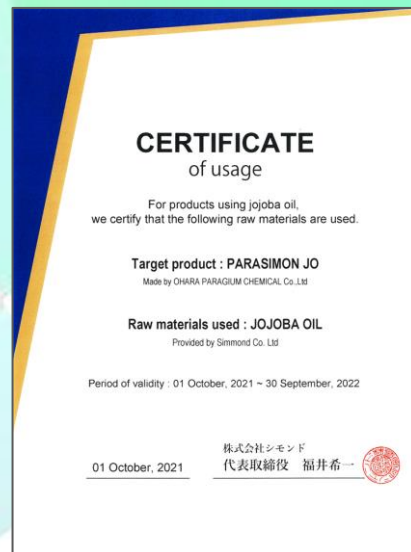 CERTIFICATE
of usage
For products using jojoba oil,
we certify that the following raw materials are used.
Target product : PARASIMON JO
Made by OHARA PARAGIUM CHEMICAL Co.,Ltd
Raw materials used : JOJOBA OIL
Provided by Simmond Co. Ltd
Period of validity : 01 October, 2021 ~ 30 September, 2022
株式会社シモンド
01 October, 2021
代表取締役 福井希一